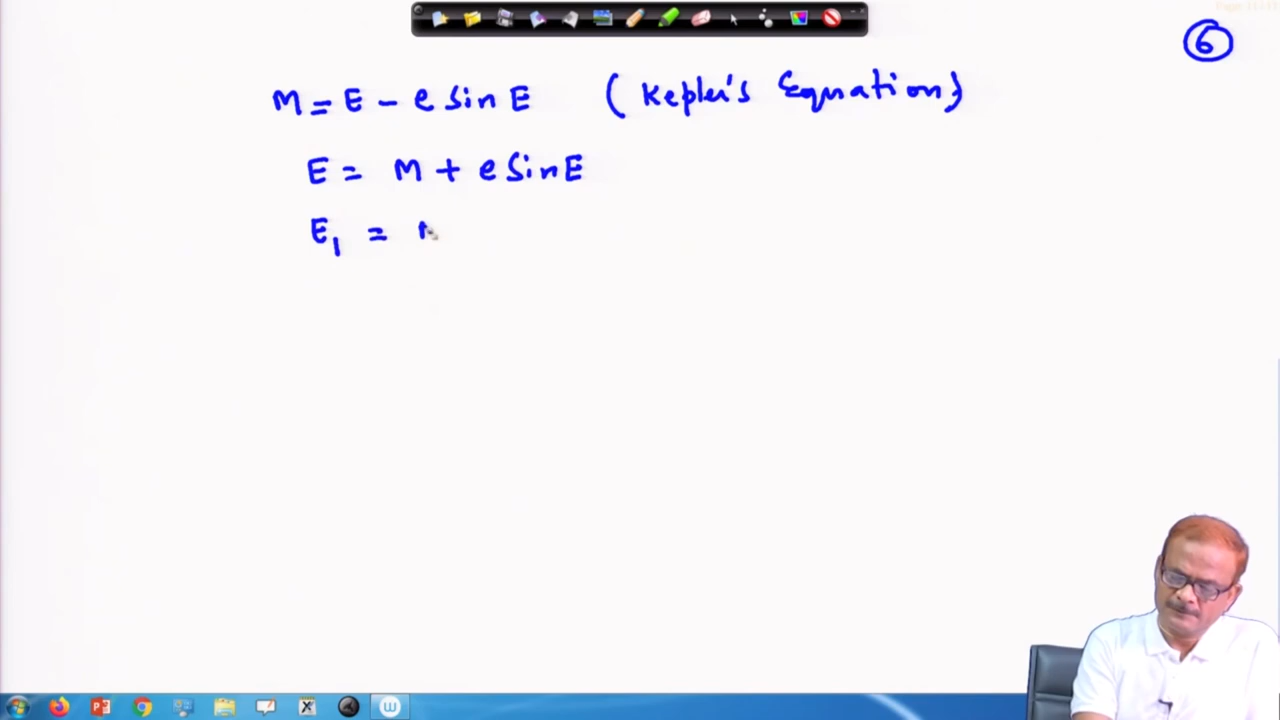 6
M = E - e sin E (Kepler's Equation)
E = M + e sin E
E₁ =